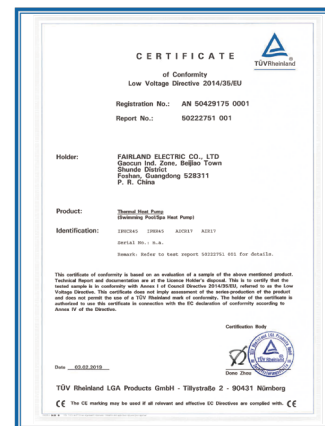 CERTIFICATE
TÜVRheinland
of Conformity
Low Voltage Directive 2014/35/EU
Registration No.: AN 50429175 0001
Report No.: 50222751 001
Holder: FAIRLAND ELECTRIC CO., LTD
Gaocun Ind. Zone, Beijiao Town
Shunde District
Foshan, Guangdong 528311
P. R. China
Product: Thermal Heat Pump
(Swimming Pool/Spa Heat Pump)
Identification:
Serial No.: n.a.
Remark: Refer to test report 50222751 001 for details.
This certificate of conformity is based on an evaluation of a sample of the above mentioned product.
Technical Report and documentation are at the Licence Holder's disposal. This is to certify that the
tested sample is in conformity with Annex I of Council Directive 2014/35/EU, referred to as the Low
Voltage Directive. This certificate does not imply assessment of the series-production of the product
and does not permit the use of a TÜV Rheinland mark of conformity. The holder of the certificate is
authorized to use this certificate in connection with the EC declaration of conformity according to
Annex IV of the Directive.
Certification Body
Date 03.02.2019
Done Zhou
TÜV Rheinland LGA Products GmbH - Tillystraße 2 - 90431 Nürnberg
CE The CE marking may be used if all relevant and effective EC Directives are complied with. CE